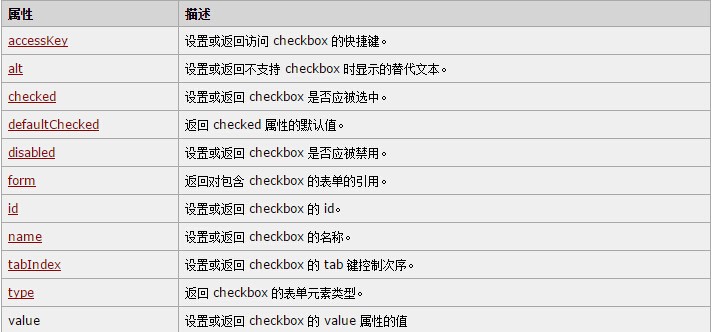 属性 描述
accessKey 设置或返回访问 checkbox 的快捷键。
alt 设置或返回不支持 checkbox 时显示的替代文本。
checked 设置或返回 checkbox 是否应被选中。
defaultChecked 返回 checked 属性的默认值。
disabled 设置或返回 checkbox 是否应被禁用。
form 返回对包含 checkbox 的表单的引用。
id 设置或返回 checkbox 的 id。
name 设置或返回 checkbox 的名称。
tabIndex 设置或返回 checkbox 的 tab 键控制次序。
type 返回 checkbox 的表单元素类型。
value 设置或返回 checkbox 的 value 属性的值